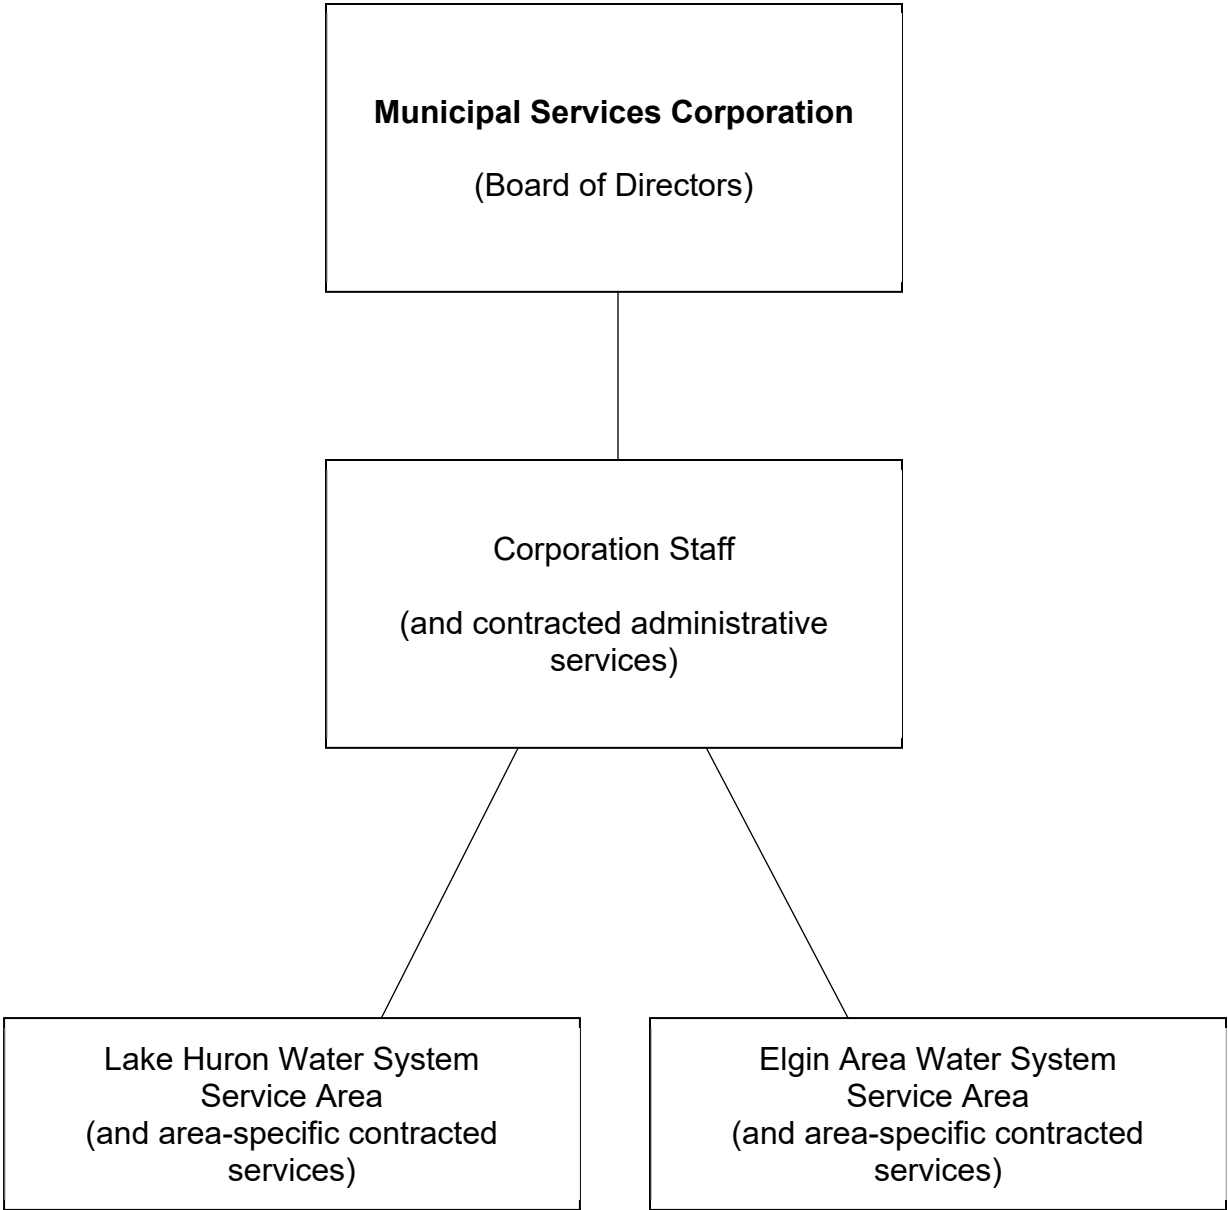 Municipal Services Corporation
(Board of Directors)
Corporation Staff
(and contracted administrative
services)
Lake Huron Water System
Service Area
(and area-specific contracted
services)
Elgin Area Water System
Service Area
(and area-specific contracted
services)